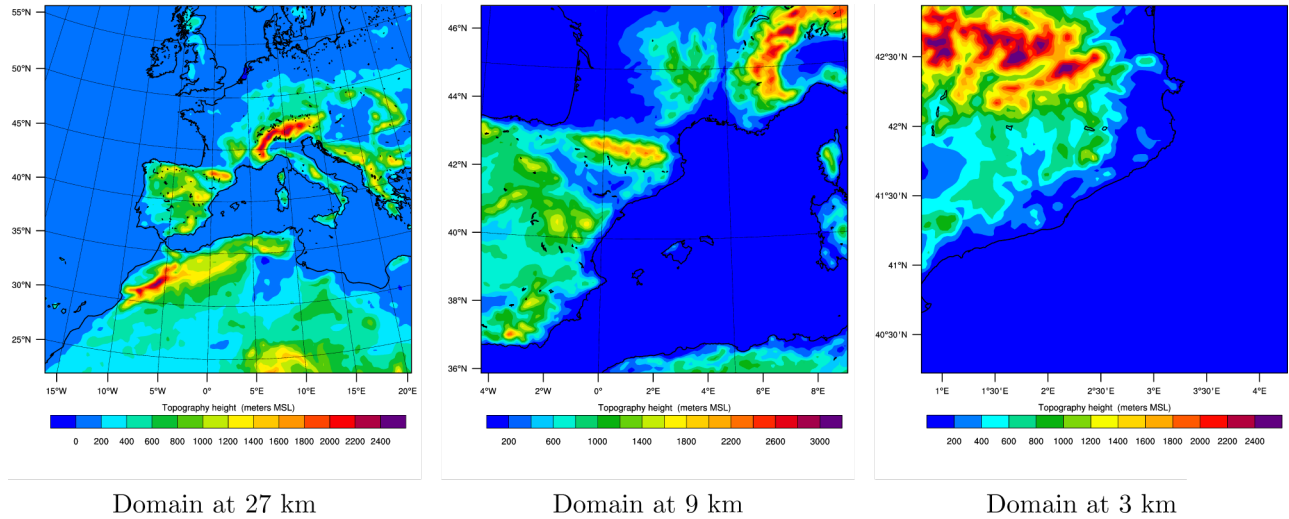 55°N
50°N
45°N
40°N
35°N
30°N
25°N
15°W 10°W 5°W 0° 5°E 10°E 15°E 20°E
Topography height (meters MSL)
0 200 400 600 800 1000 1200 1400 1600 1800 2000 2200 2400
Domain at 27 km
46°N
44°N
42°N
40°N
38°N
36°N
4°W 2°W 0° 2°E 4°E 6°E 8°E
Topography height (meters MSL)
200 600 1000 1400 1800 2200 2600 3000
Domain at 9 km
42°30'N
42°N
41°30'N
41°N
40°30'N
1°E 1°30'E 2°E 2°30'E 3°E 3°30'E 4°E
Topography height (meters MSL)
200 400 600 800 1000 1200 1400 1600 1800 2000 2200 2400
Domain at 3 km